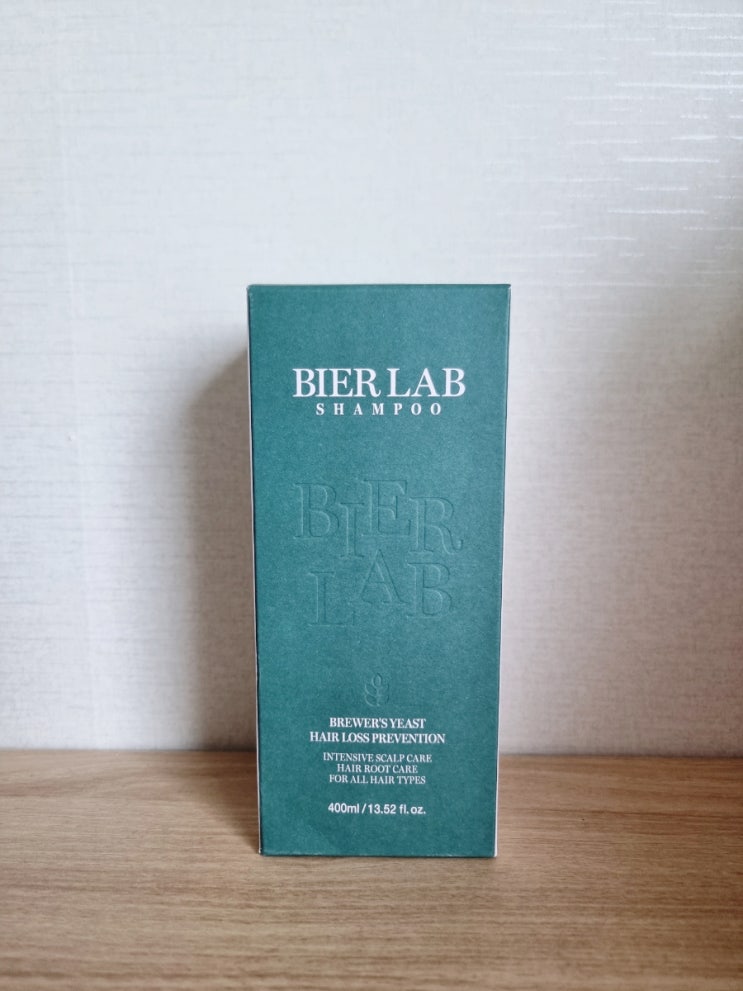 BIER LAB
SHAMPOO
BIER
LAB
BREWER'S YEAST
HAIR LOSS PREVENTION
INTENSIVE SCALP CARE
HAIR ROOT CARE
FOR ALL HAIR TYPES
400ml / 13.52 fl. oz.